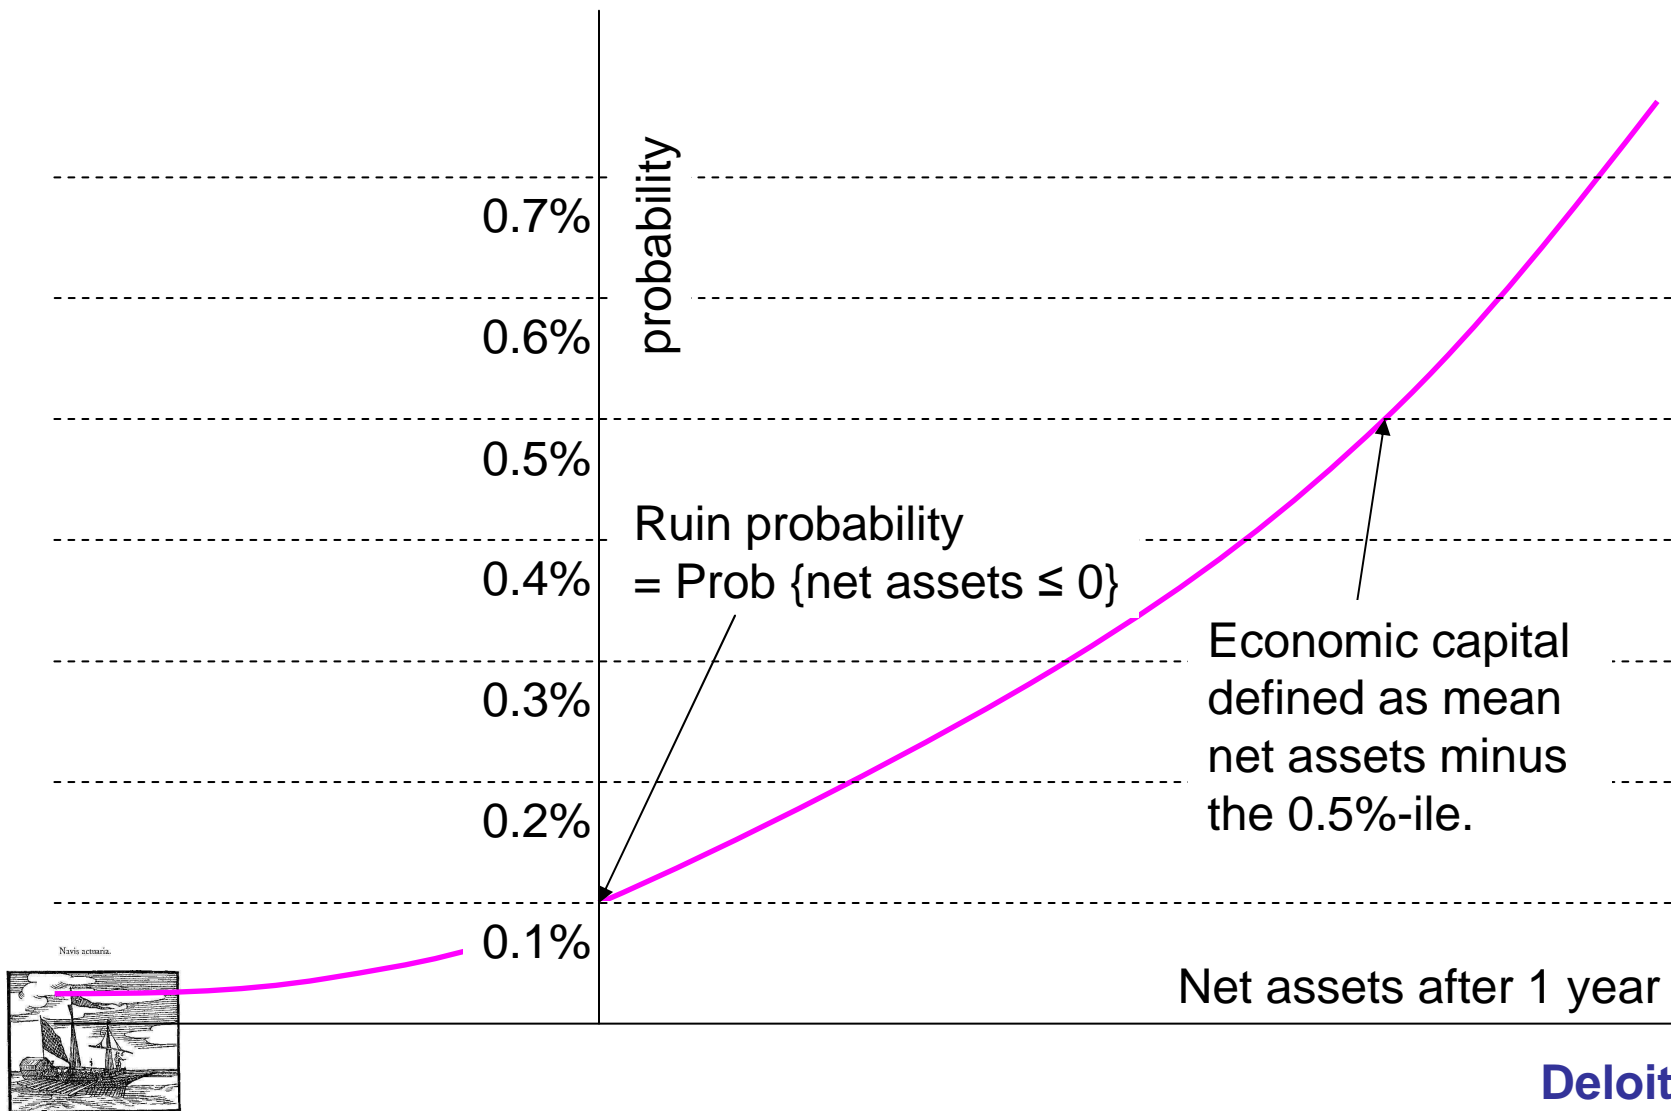 probability
0.7%
0.6%
0.5%
0.4%
0.3%
0.2%
0.1%
Ruin probability
= Prob {net assets ≤ 0}
Economic capital
defined as mean
net assets minus
the 0.5%-ile.
Navis actuaria.
Net assets after 1 year
Deloit